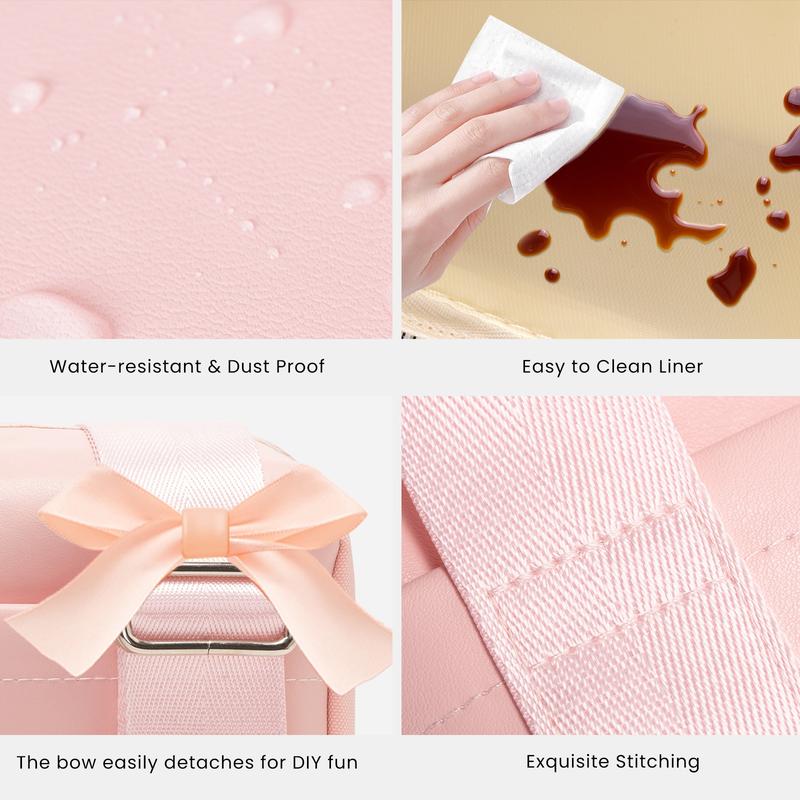 Water-resistant & Dust Proof
Easy to Clean Liner
The bow easily detaches for DIY fun
Exquisite Stitching